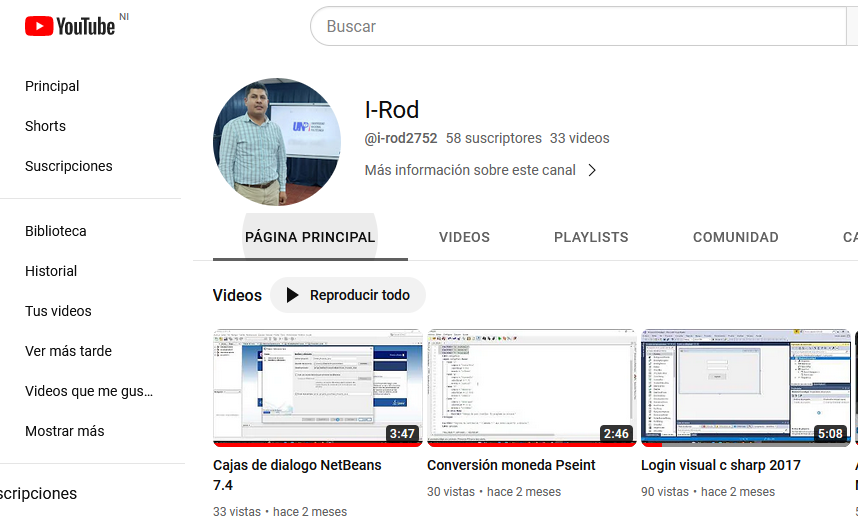 YouTube NI
Buscar
Principal
Shorts
Suscripciones
Biblioteca
Historial
Tus videos
Ver más tarde
Videos que me gus...
Mostrar más
scripciones
I-Rod
@i-rod2752 58 suscriptores 33 videos
Más información sobre este canal
PÁGINA PRINCIPAL VIDEOS PLAYLISTS COMUNIDAD CA
Videos Reproducir todo
3:47 2:46 5:08
Cajas de dialogo NetBeans
7.4
33 vistas • hace 2 meses
Conversión moneda Pseint
30 vistas • hace 2 meses
Login visual c sharp 2017
90 vistas • hace 2 meses